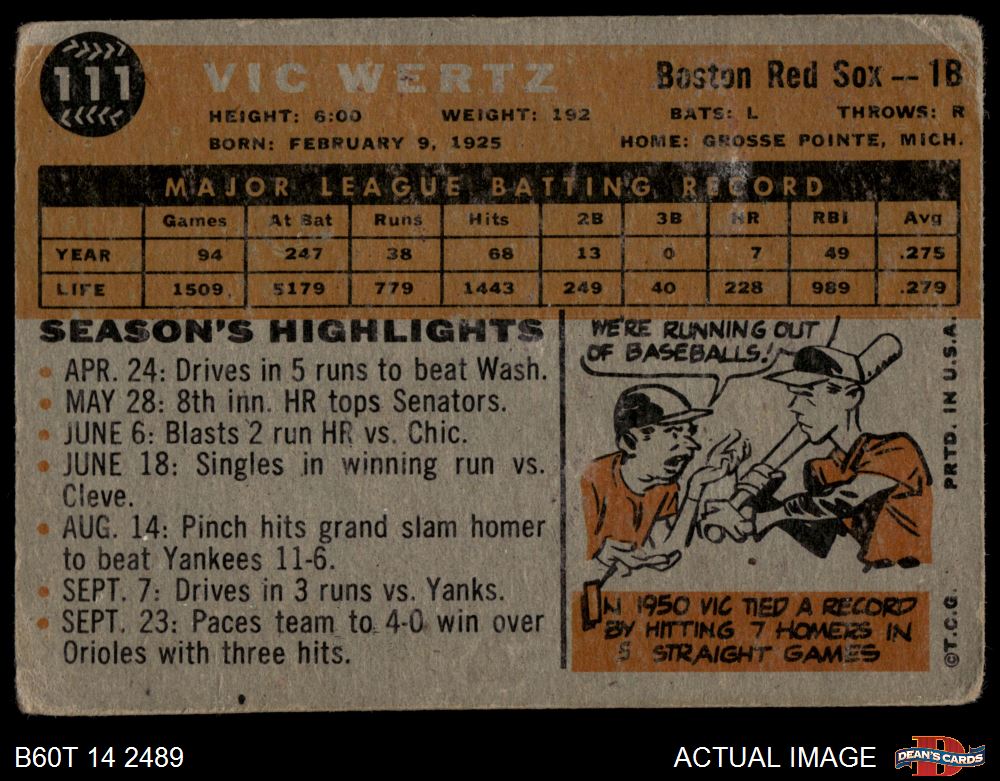 111
VIC WERTZ
Boston Red Sox -- 1B
HEIGHT: 6:00 WEIGHT: 192 BATS: L THROWS: R
BORN: FEBRUARY 9, 1925 HOME: GROSSE POINTE, MICH.
MAJOR LEAGUE BATTING RECORD
Games At Bat Runs Hits 2B 3B HR RBI Avg
YEAR 94 247 38 68 13 0 7 49 .275
LIFE 1509 5179 779 1443 249 40 228 989 .279
SEASON'S HIGHLIGHTS
• APR. 24: Drives in 5 runs to beat Wash.
• MAY 28: 8th inn. HR tops Senators.
• JUNE 6: Blasts 2 run HR vs. Chic.
• JUNE 18: Singles in winning run vs.
Cleve.
• AUG. 14: Pinch hits grand slam homer
to beat Yankees 11-6.
• SEPT. 7: Drives in 3 runs vs. Yanks.
• SEPT. 23: Paces team to 4-0 win over
Orioles with three hits.
WE'RE RUNNING OUT
OF BASEBALLS!
IN 1950 VIC TIED A RECORD
BY HITTING 7 HOMERS IN
5 STRAIGHT GAMES
©T.C.G. PRTD. IN U.S.A.
B60T 14 2489
ACTUAL IMAGE
D
DEAN'S CARDS